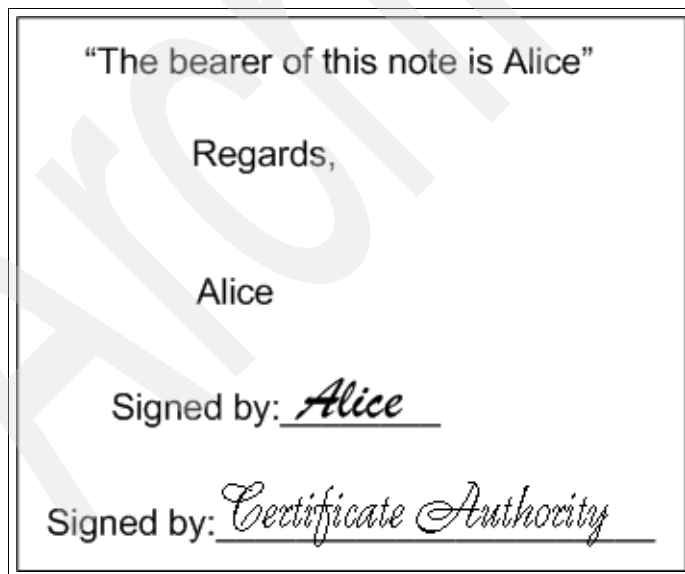 “The bearer of this note is Alice”
Regards,
Alice
Signed by: Alice
Signed by: Certificate Authority